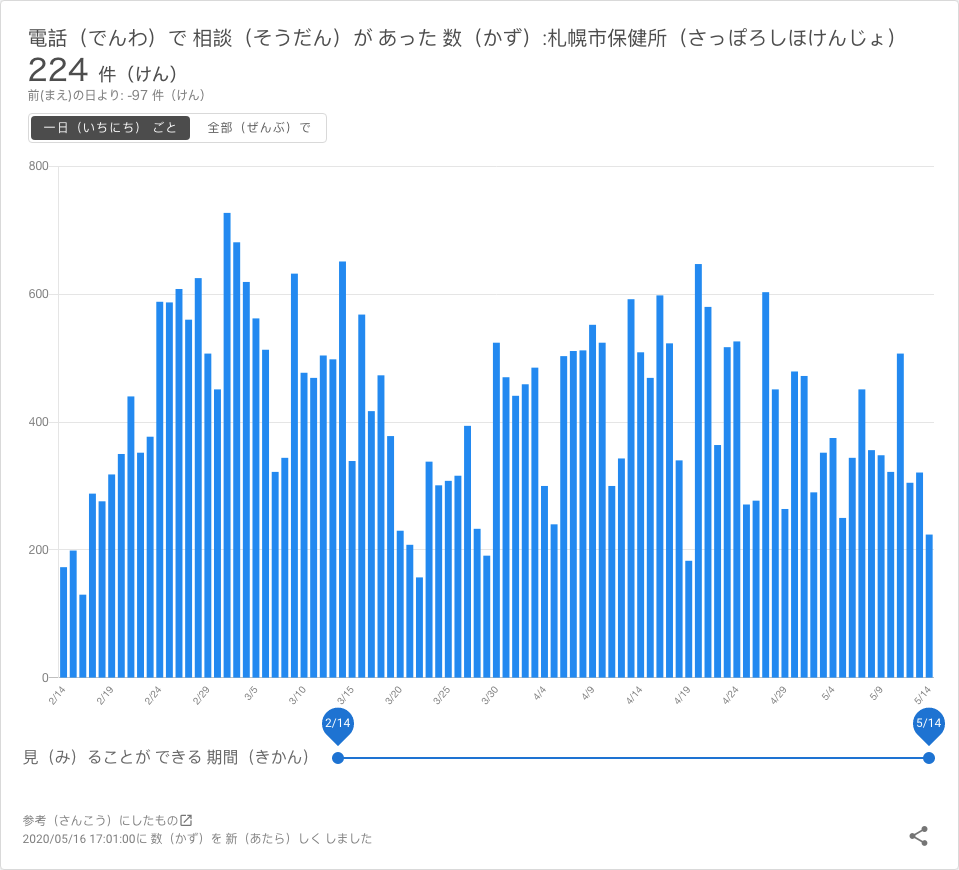 電話（でんわ）で 相談（そうだん）が あった 数（かず）:札幌市保健所（さっぽろしほけんじょ）
224 件（けん）
前(まえ)の日より: -97 件（けん）
一日（いちにち） ごと 全部（ぜんぶ）で
800
600
400
200
0
2/14 2/19 2/24 2/29 3/5 3/10 3/15 3/20 3/25 3/30 4/4 4/9 4/14 4/19 4/24 4/29 5/4 5/9 5/14
2/14 5/14
見（み）ることが できる 期間（きかん）
参考（さんこう）にしたもの
2020/05/16 17:01:00に 数（かず）を 新（あたら）しく しました